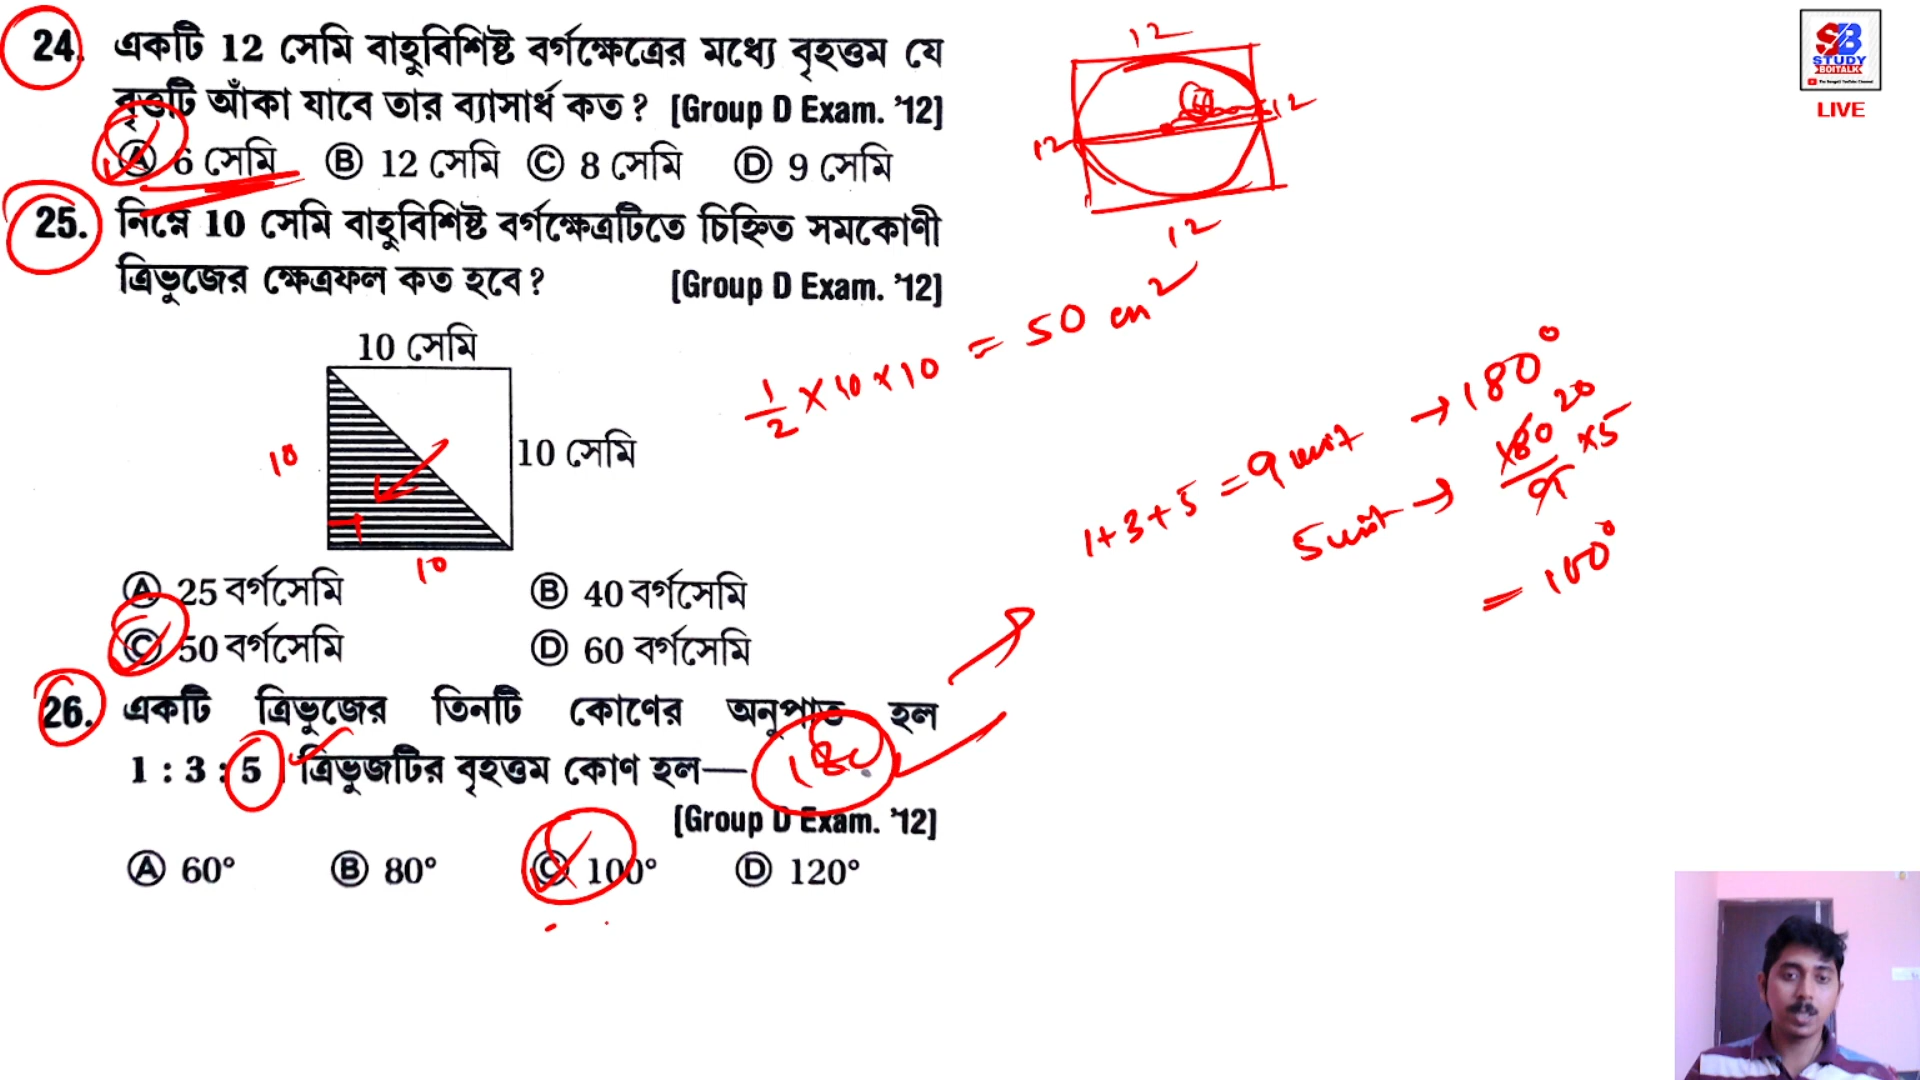 24. একটি 12 সেমি বাহুবিশিষ্ট বর্গক্ষেত্রের মধ্যে বৃহত্তম যে
বৃত্তটি আঁকা যাবে তার ব্যাসার্ধ কত? [Group D Exam. '12]
Ⓐ 6 সেমি Ⓑ 12 সেমি Ⓒ 8 সেমি Ⓓ 9 সেমি
25. নিম্নে 10 সেমি বাহুবিশিষ্ট বর্গক্ষেত্রটিতে চিহ্নিত সমকোণী
ত্রিভুজের ক্ষেত্রফল কত হবে? [Group D Exam. '12]
10 সেমি
10 সেমি
10
10
Ⓐ 25 বর্গসেমি Ⓑ 40 বর্গসেমি
Ⓒ 50 বর্গসেমি Ⓓ 60 বর্গসেমি
26. একটি ত্রিভুজের তিনটি কোণের অনুপাত হল
1 : 3 : 5 ত্রিভুজটির বৃহত্তম কোণ হল—
180
[Group D Exam. '12]
Ⓐ 60° Ⓑ 80° Ⓒ 100° Ⓓ 120°
12
12
12
12
1/2 × 10 × 10 = 50 cm²
1+3+5 = 9 unit → 180°
5 unit → 180/9 × 5
20
= 100°
SB
STUDY
BOITALK
LIVE